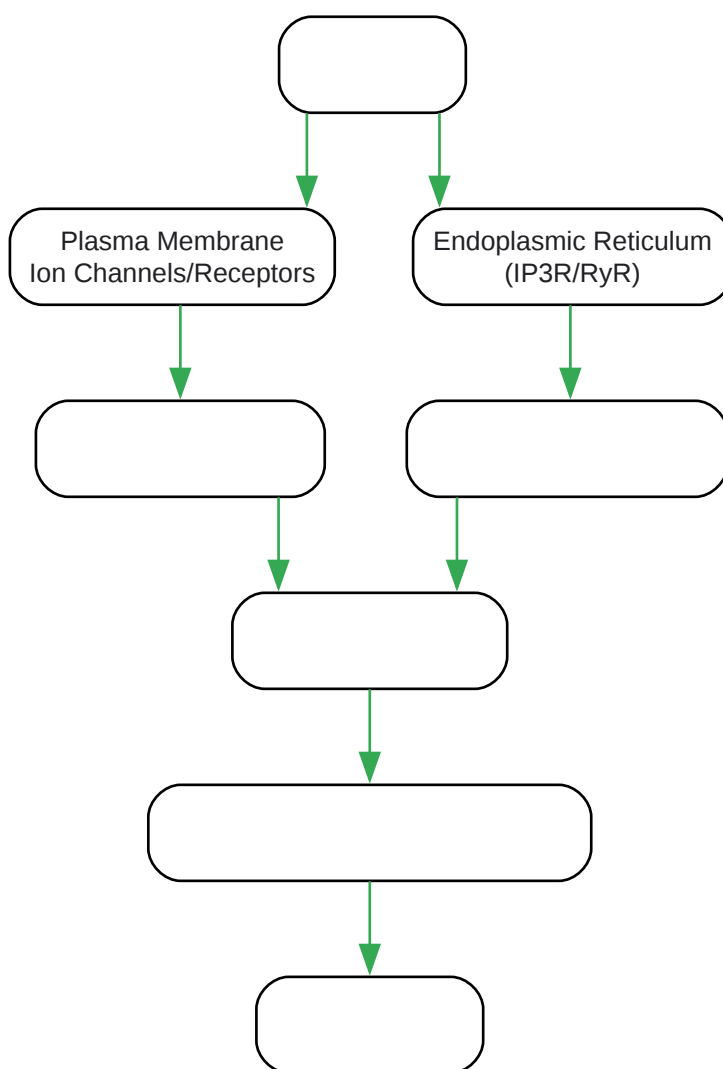 Plasma Membrane
Ion Channels/Receptors
Endoplasmic Reticulum
(IP3R/RyR)